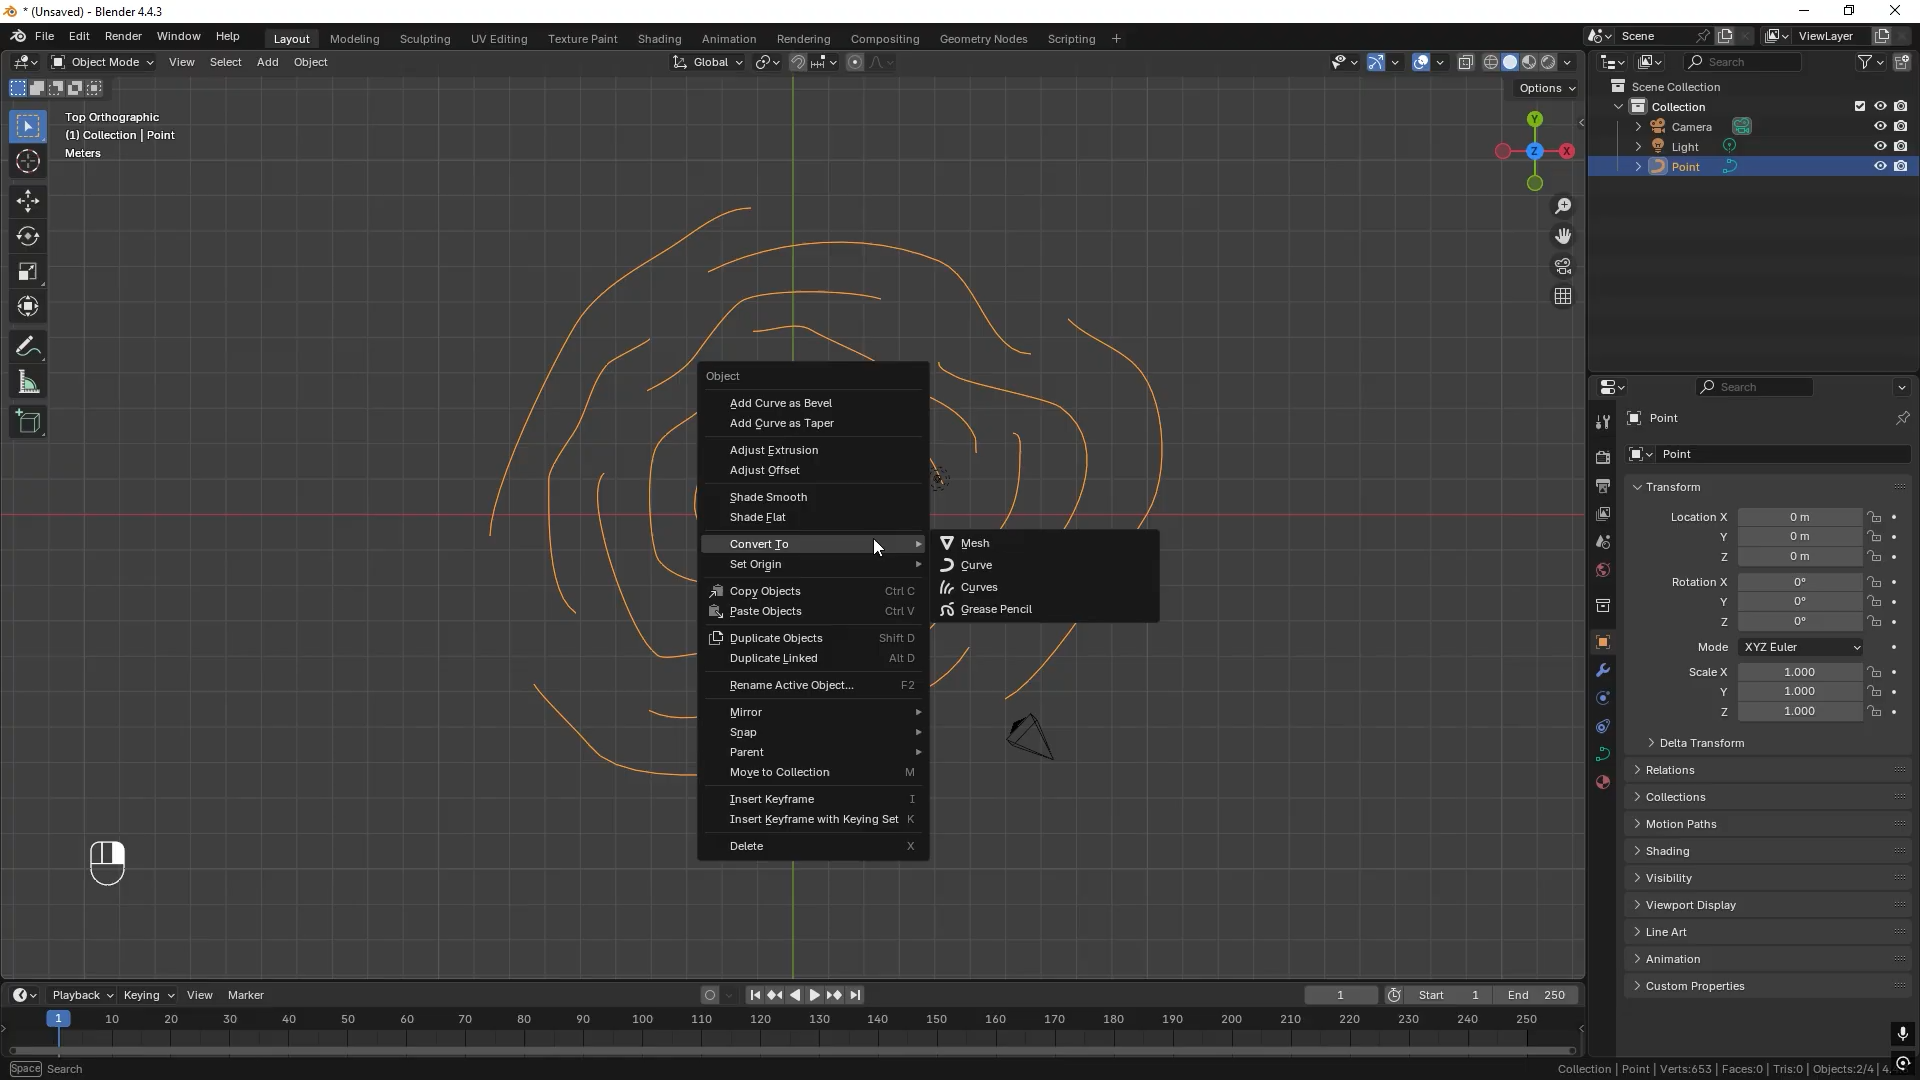 * (Unsaved) - Blender 4.4.3
File Edit Render Window Help Layout Modeling Sculpting UV Editing Texture Paint Shading Animation Rendering Compositing Geometry Nodes Scripting + Scene ViewLayer
Object Mode View Select Add Object Global Search
Options
Top Orthographic
(1) Collection | Point
Meters
Y
X
Z
Scene Collection
Collection
Camera
Light
Point
Object
Add Curve as Bevel
Add Curve as Taper
Adjust Extrusion
Adjust Offset
Shade Smooth
Shade Flat
Convert To
Set Origin
Copy Objects Ctrl C
Paste Objects Ctrl V
Duplicate Objects Shift D
Duplicate Linked Alt D
Rename Active Object... F2
Mirror
Snap
Parent
Move to Collection M
Insert Keyframe I
Insert Keyframe with Keying Set K
Delete X
Mesh
Curve
Curves
Grease Pencil
Search
Point
Point
Transform
Location X 0 m
Y 0 m
Z 0 m
Rotation X 0°
Y 0°
Z 0°
Mode XYZ Euler
Scale X 1.000
Y 1.000
Z 1.000
Delta Transform
Relations
Collections
Motion Paths
Shading
Visibility
Viewport Display
Line Art
Animation
Custom Properties
Playback Keying View Marker 1 Start 1 End 250
1 10 20 30 40 50 60 70 80 90 100 110 120 130 140 150 160 170 180 190 200 210 220 230 240 250
Space Search Collection | Point | Verts:653 | Faces:0 | Tris:0 | Objects:2/4 |